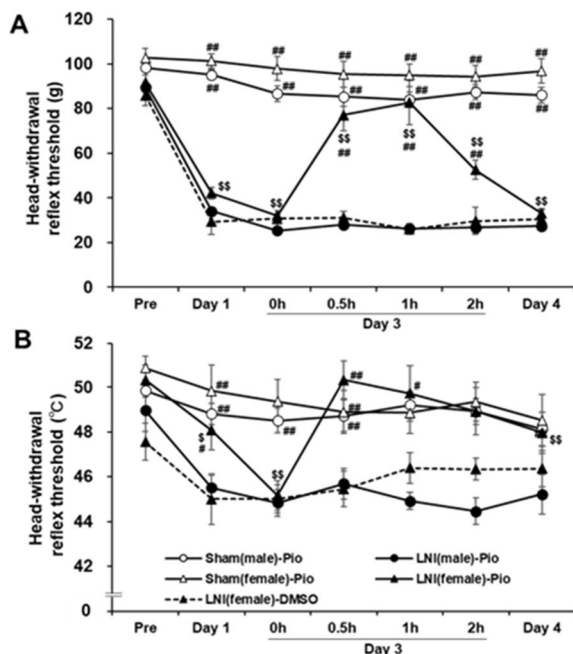 A
Head-withdrawal
reflex threshold (g)
120
100
80
60
40
20
0
## ## ## ## ## ## ##
## ## ## ## ## ##
$$ $$ $$ ## $$ ## $$ ## $$
Pre Day 1 0h 0.5h 1h 2h Day 4
Day 3
B
Head-withdrawal
reflex threshold (°C)
52
50
48
46
44
42
0
## ## #
## ## ## ##
$ # $$ $$
Sham(male)-Pio LNI(male)-Pio
Sham(female)-Pio LNI(female)-Pio
LNI(female)-DMSO
Pre Day 1 0h 0.5h 1h 2h Day 4
Day 3